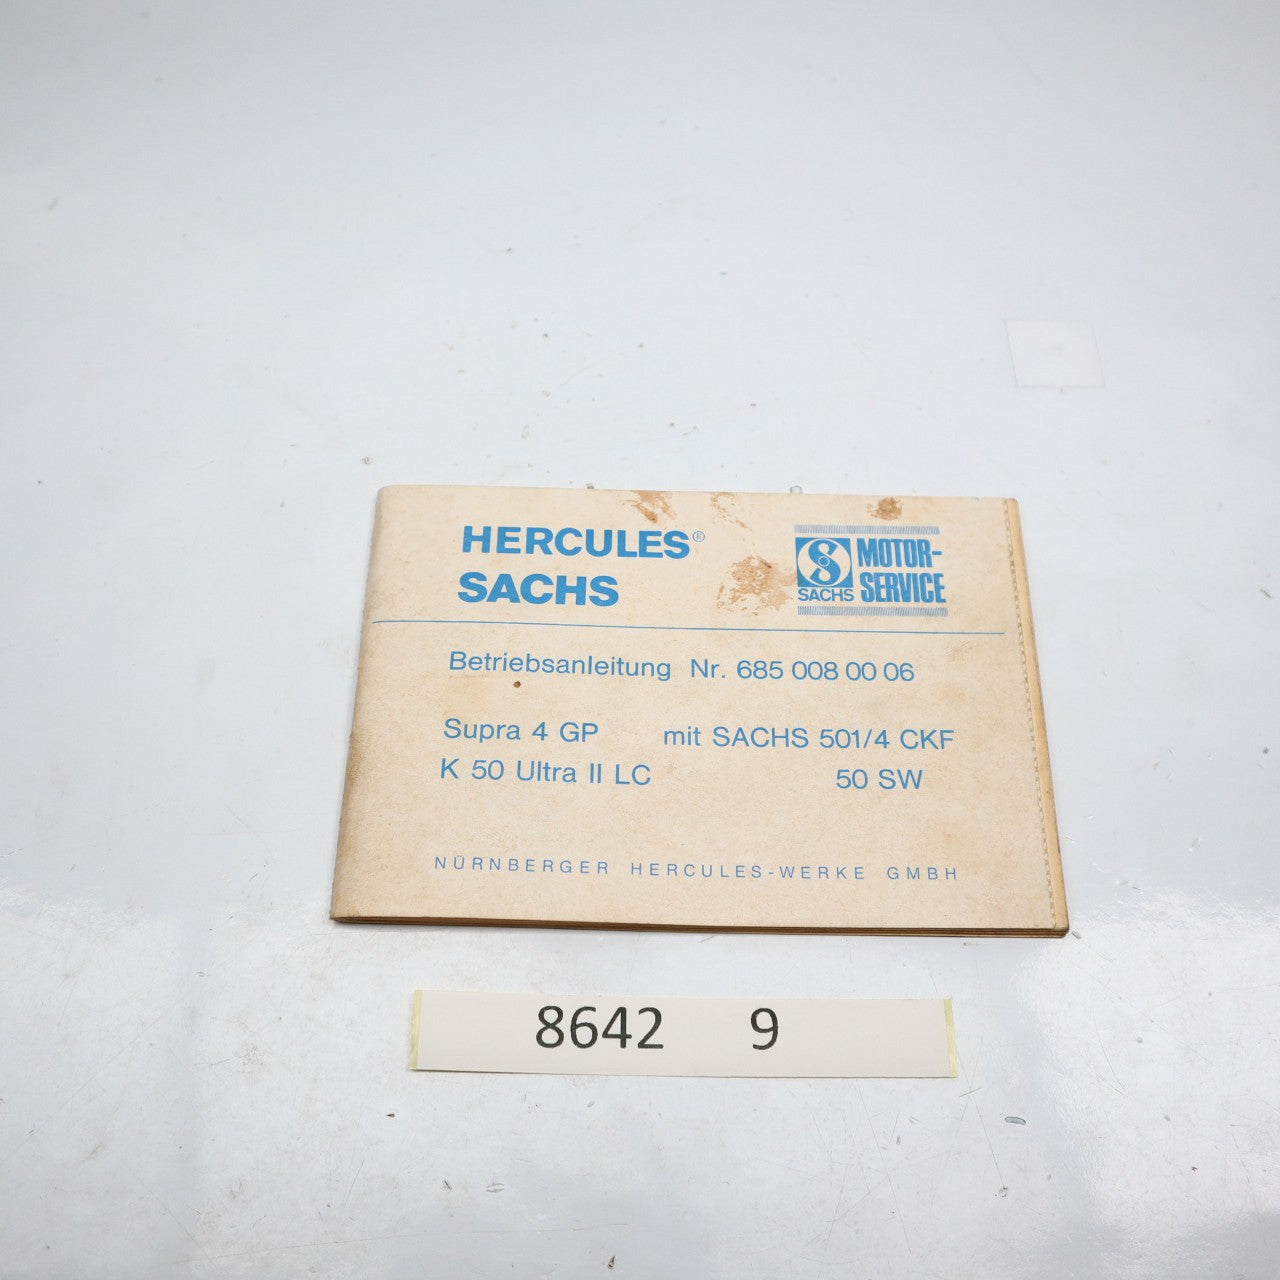 HERCULES®
SACHS
SACHS
MOTOR-
SERVICE
Betriebsanleitung Nr. 685 008 00 06
Supra 4 GP mit SACHS 501/4 CKF
K 50 Ultra II LC 50 SW
NÜRNBERGER HERCULES-WERKE GMBH
8642 9